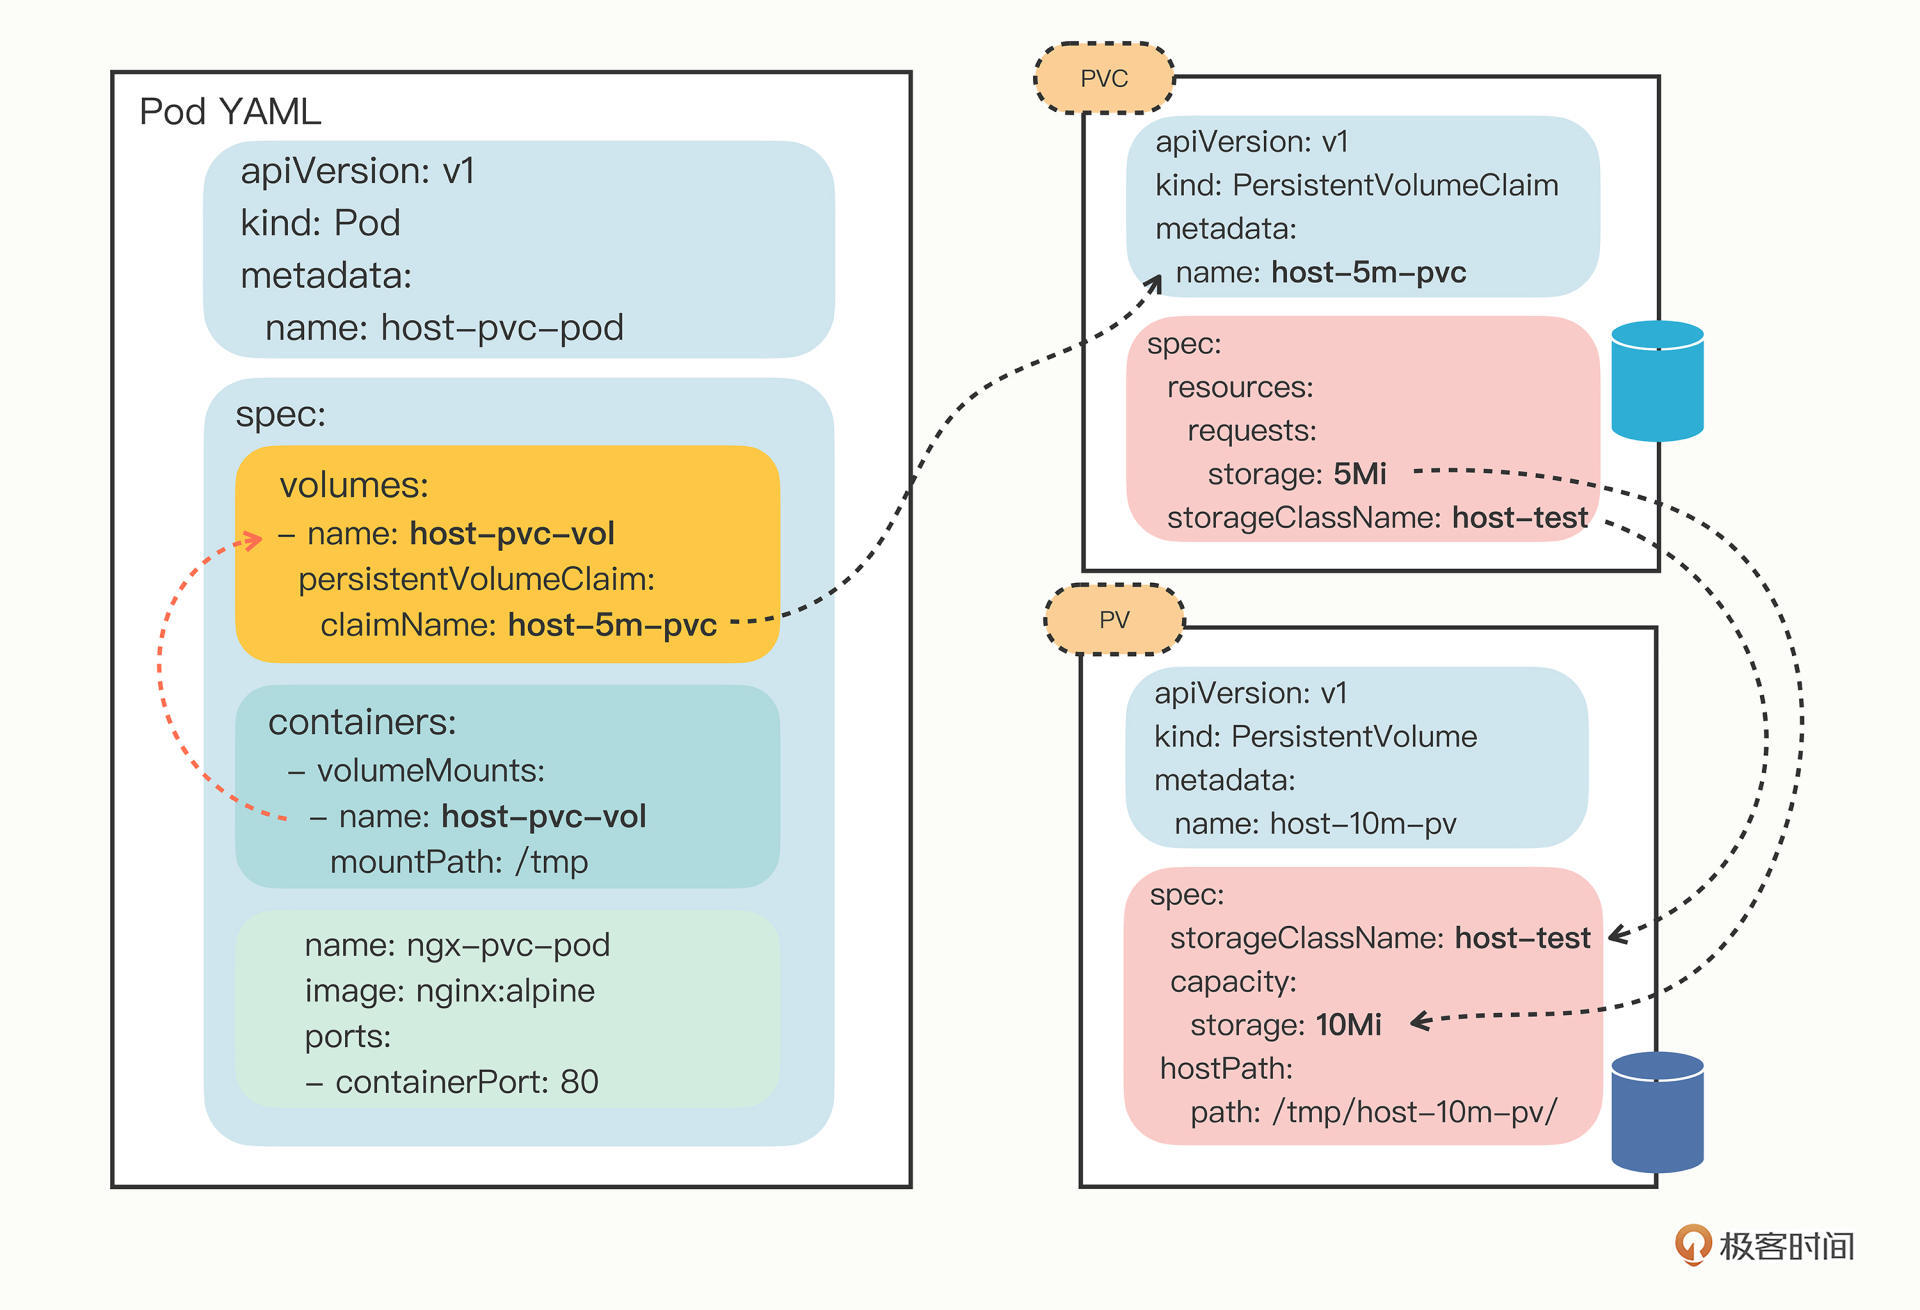 Pod YAML
apiVersion: v1
kind: Pod
metadata:
name: host-pvc-pod
spec:
volumes:
- name: host-pvc-vol
persistentVolumeClaim:
claimName: host-5m-pvc
containers:
- volumeMounts:
- name: host-pvc-vol
mountPath: /tmp
name: ngx-pvc-pod
image: nginx:alpine
ports:
- containerPort: 80
PVC
apiVersion: v1
kind: PersistentVolumeClaim
metadata:
name: host-5m-pvc
spec:
resources:
requests:
storage: 5Mi
storageClassName: host-test
PV
apiVersion: v1
kind: PersistentVolume
metadata:
name: host-10m-pv
spec:
storageClassName: host-test
capacity:
storage: 10Mi
hostPath:
path: /tmp/host-10m-pv/
极客时间